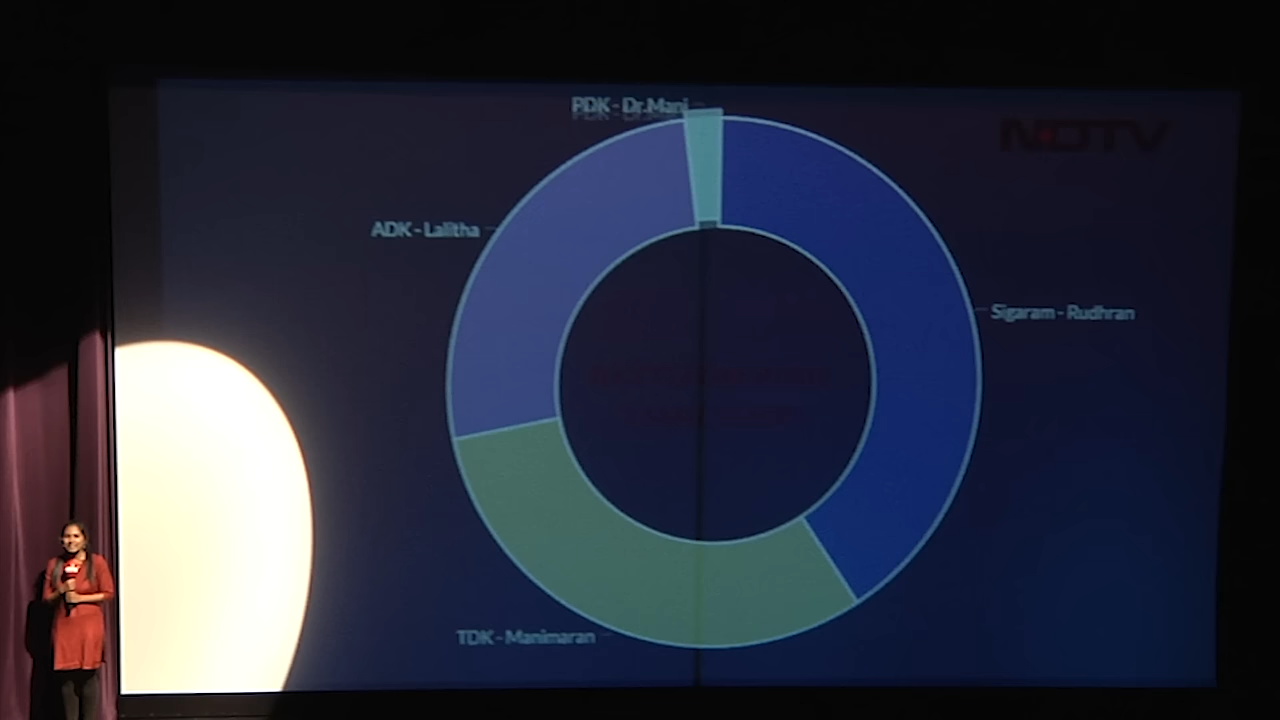 PDK - Dr.Mani
NDTV
ADK - Lalitha
Sigaram - Rudhran
TDK - Manimaran